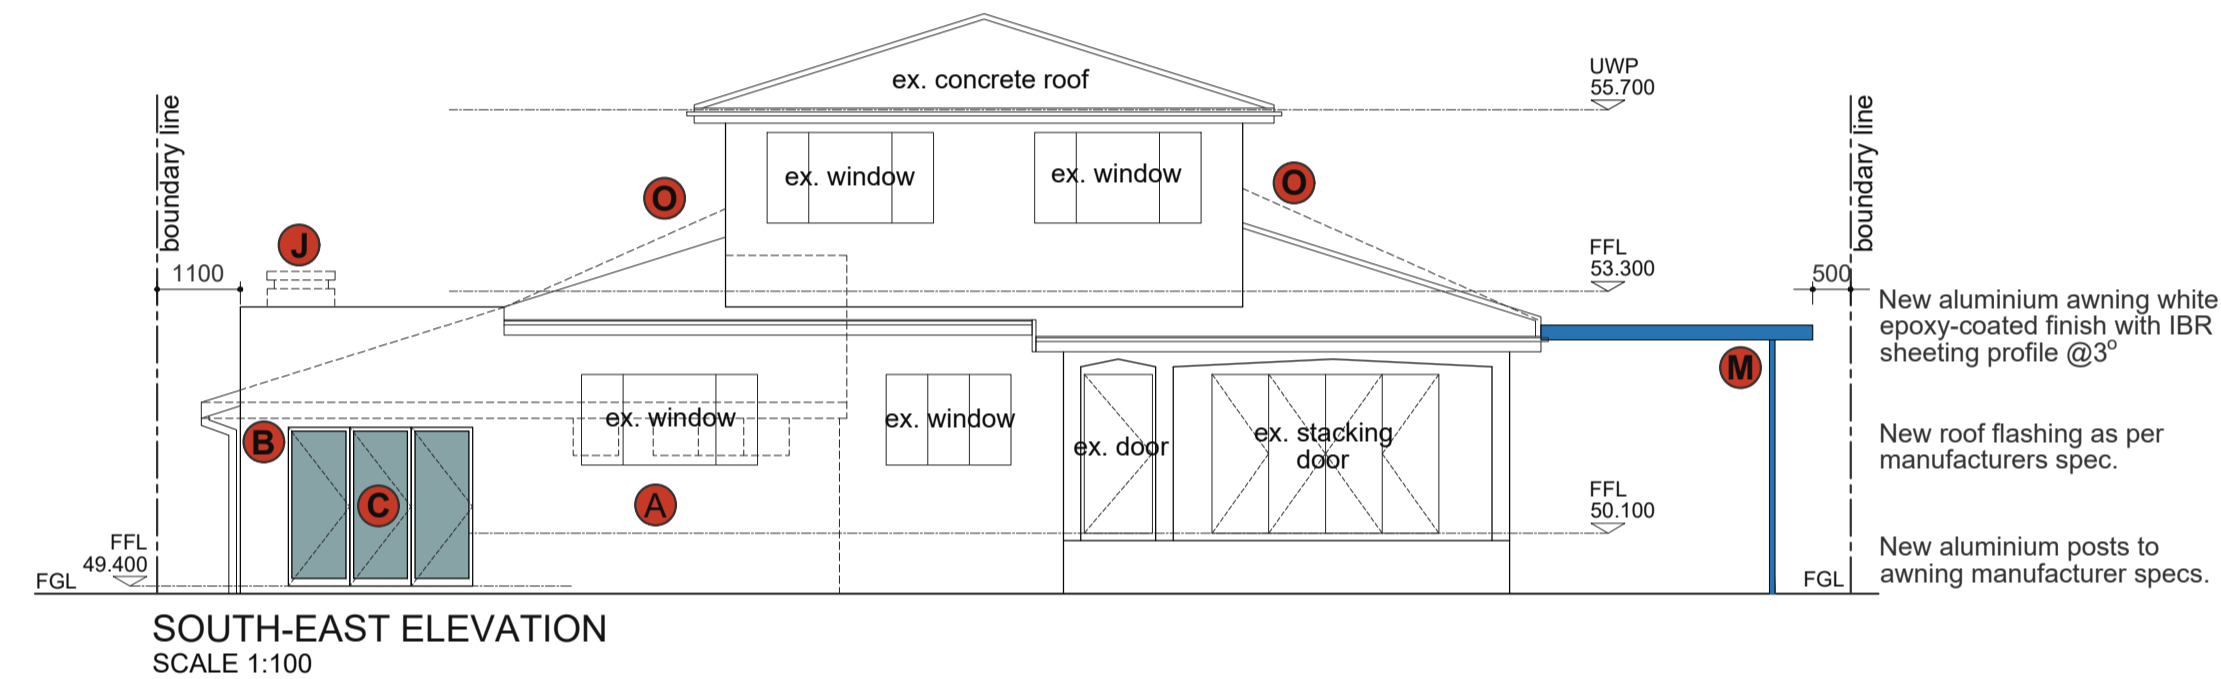 ex. concrete roof
UWP
55.700
boundary line
boundary line
ex. window
ex. window
O
O
J
1100
FFL
53.300
500
New aluminium awning white
epoxy-coated finish with IBR
sheeting profile @3°
M
ex. window
ex. window
B
ex. door
ex. stacking
door
New roof flashing as per
manufacturers spec.
C
A
FFL
50.100
FFL
49.400
FGL
FGL
New aluminium posts to
awning manufacturer specs.
SOUTH-EAST ELEVATION
SCALE 1:100